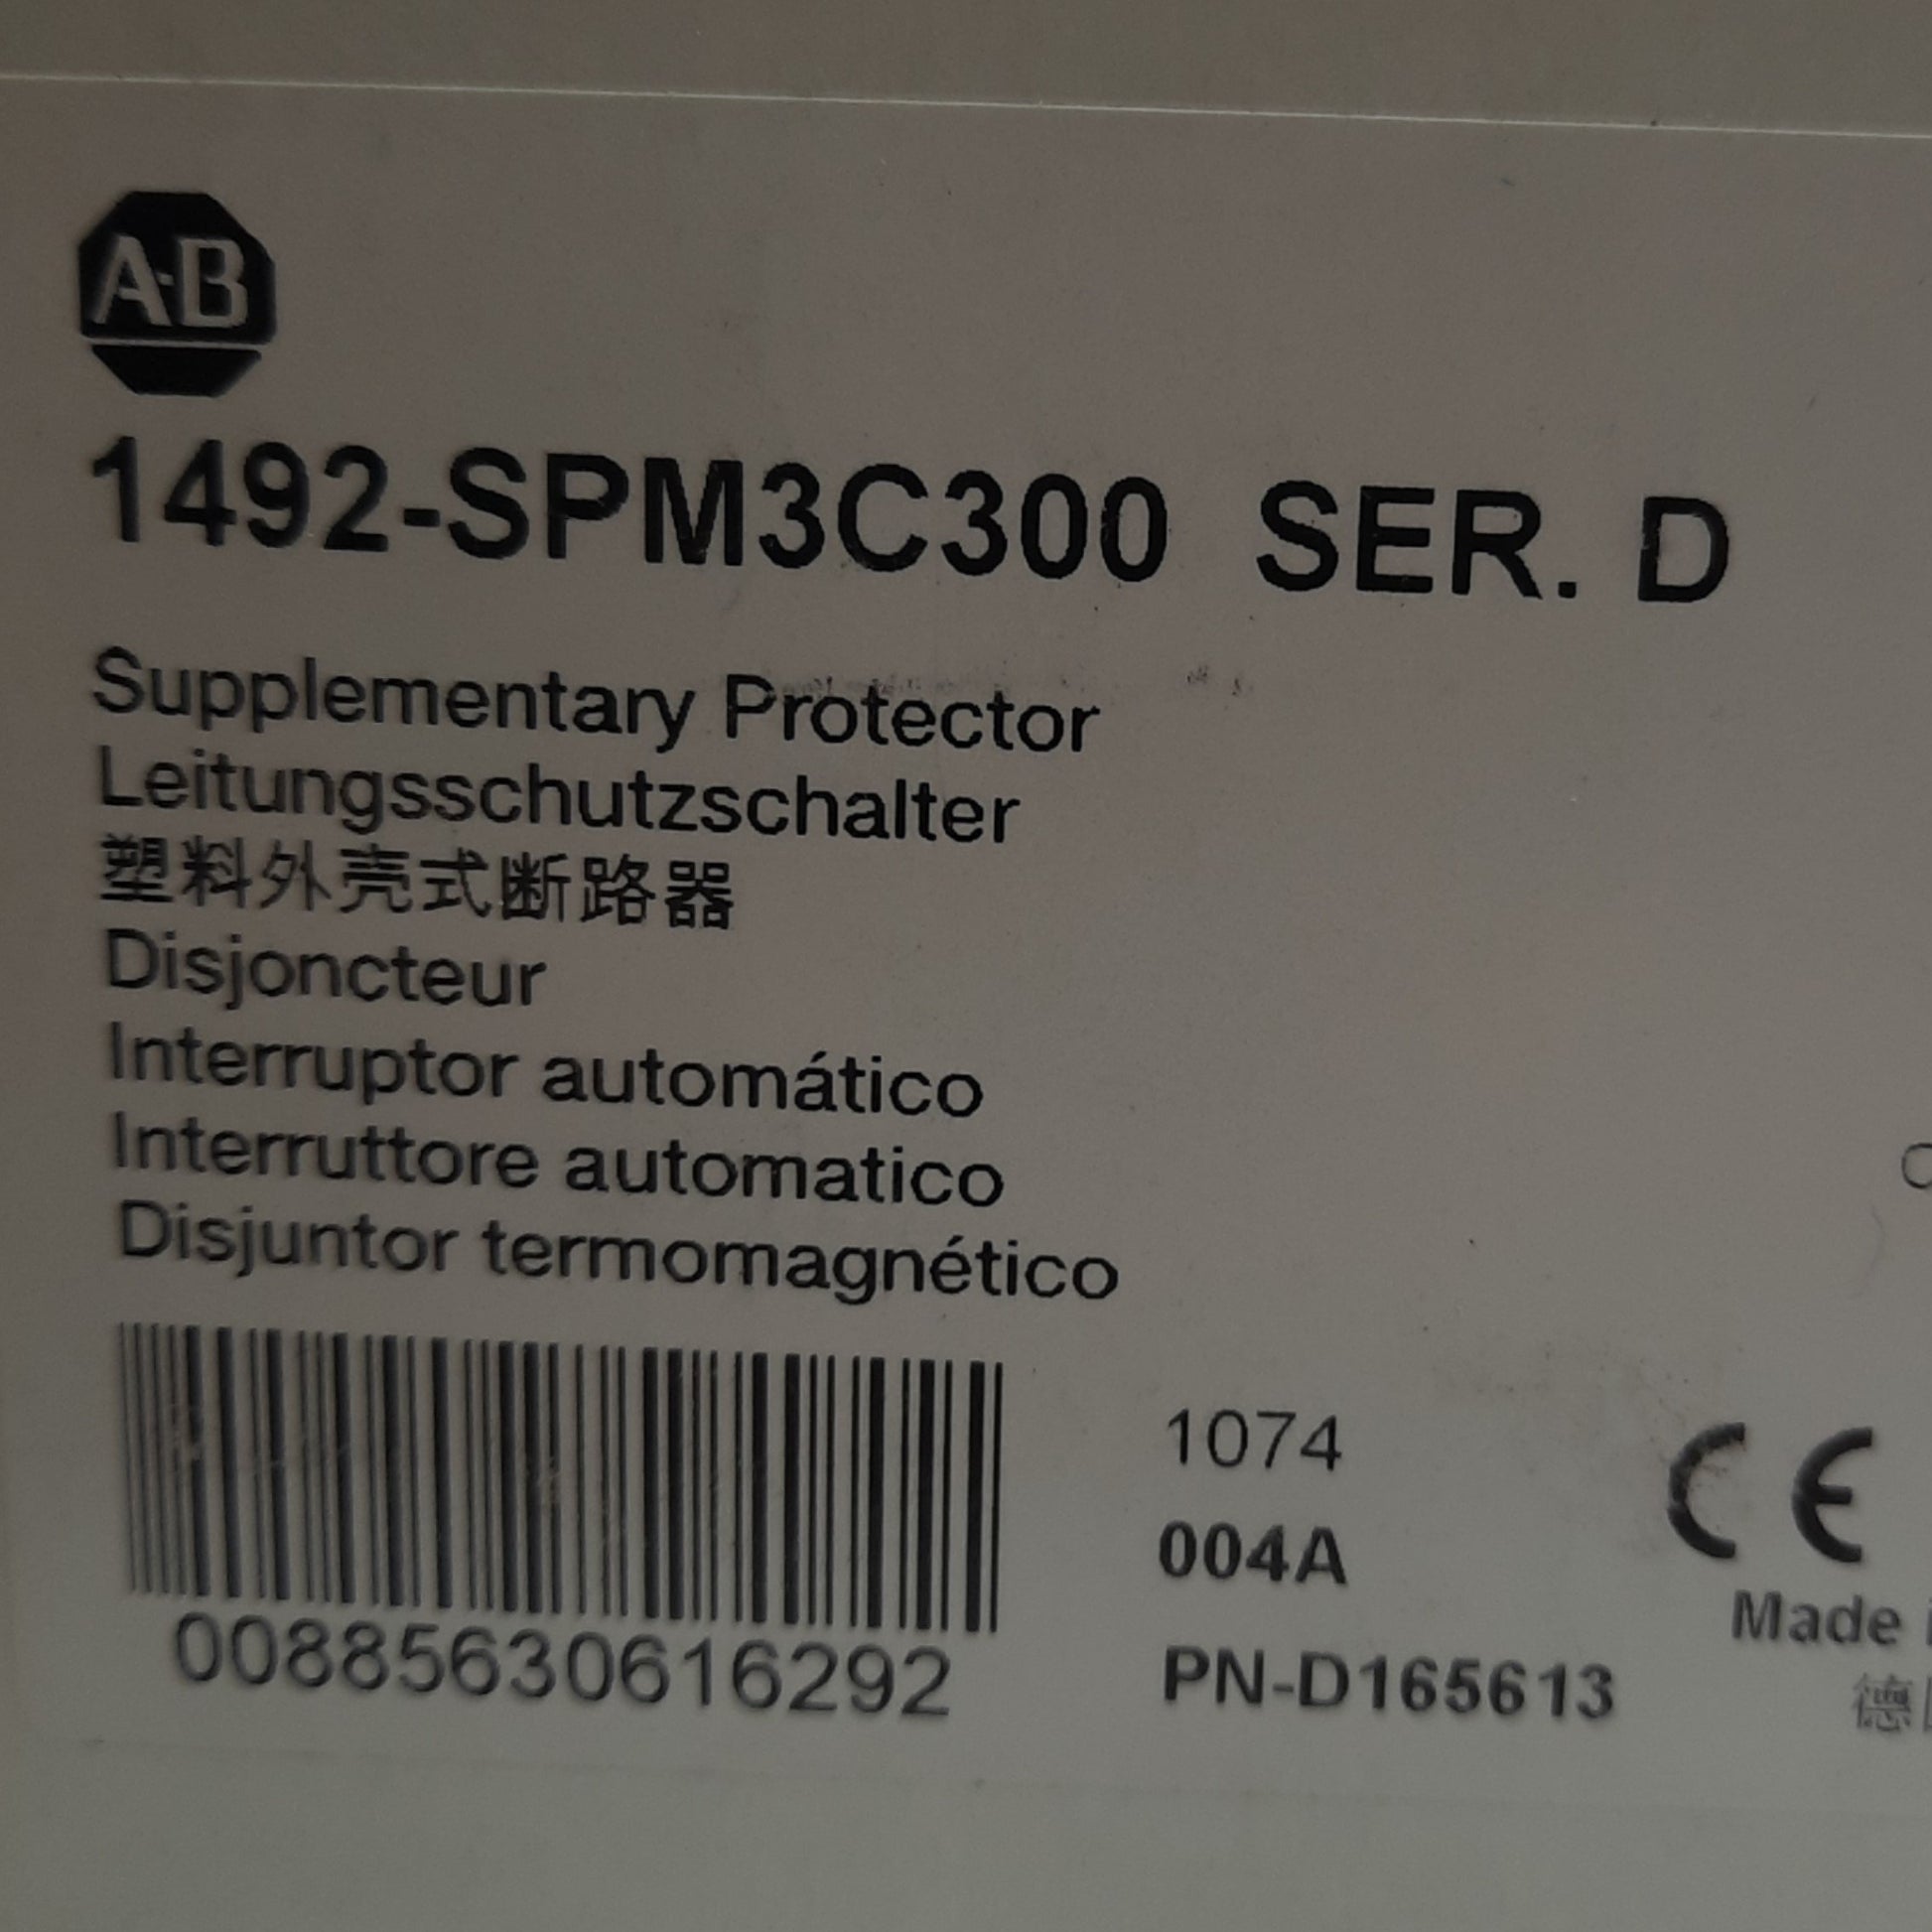 A-B
1492-SPM3C300 SER. D
Supplementary Protector
Leitungsschutzschalter
塑料外壳式断路器
Disjoncteur
Interruptor automático
Interruttore automatico
Disjuntor termomagnético
00885630616292
1074
004A
PN-D165613
CE
Made
德